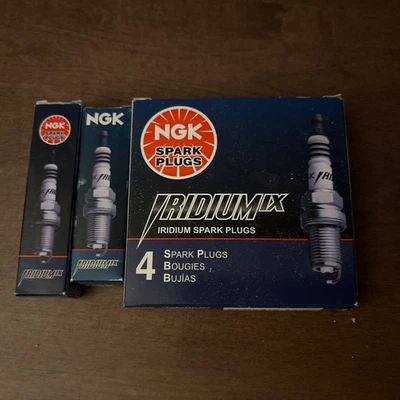 NGK
SPARK
PLUGS
IRIDIUM IX
NGK
IRIDIUM IX
NGK
SPARK
PLUGS
IRIDIUM IX
IRIDIUM SPARK PLUGS
4 SPARK PLUGS
BOUGIES
BUJÍAS